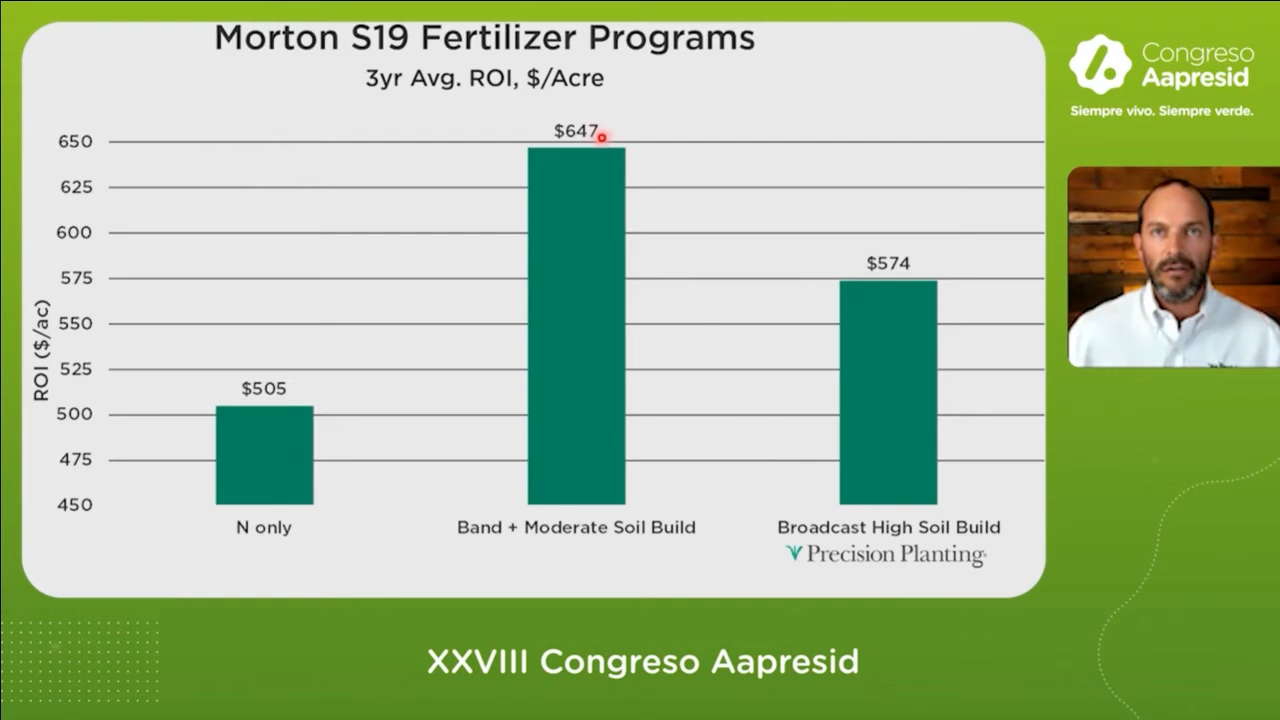 Morton S19 Fertilizer Programs
3yr Avg. ROI, $/Acre
ROI ($/ac)
650
625
600
575
550
525
500
475
450
$505
$647
$574
N only
Band + Moderate Soil Build
Broadcast High Soil Build
Precision Planting
Congreso
Aapresid
Siempre vivo. Siempre verde.
XXVIII Congreso Aapresid